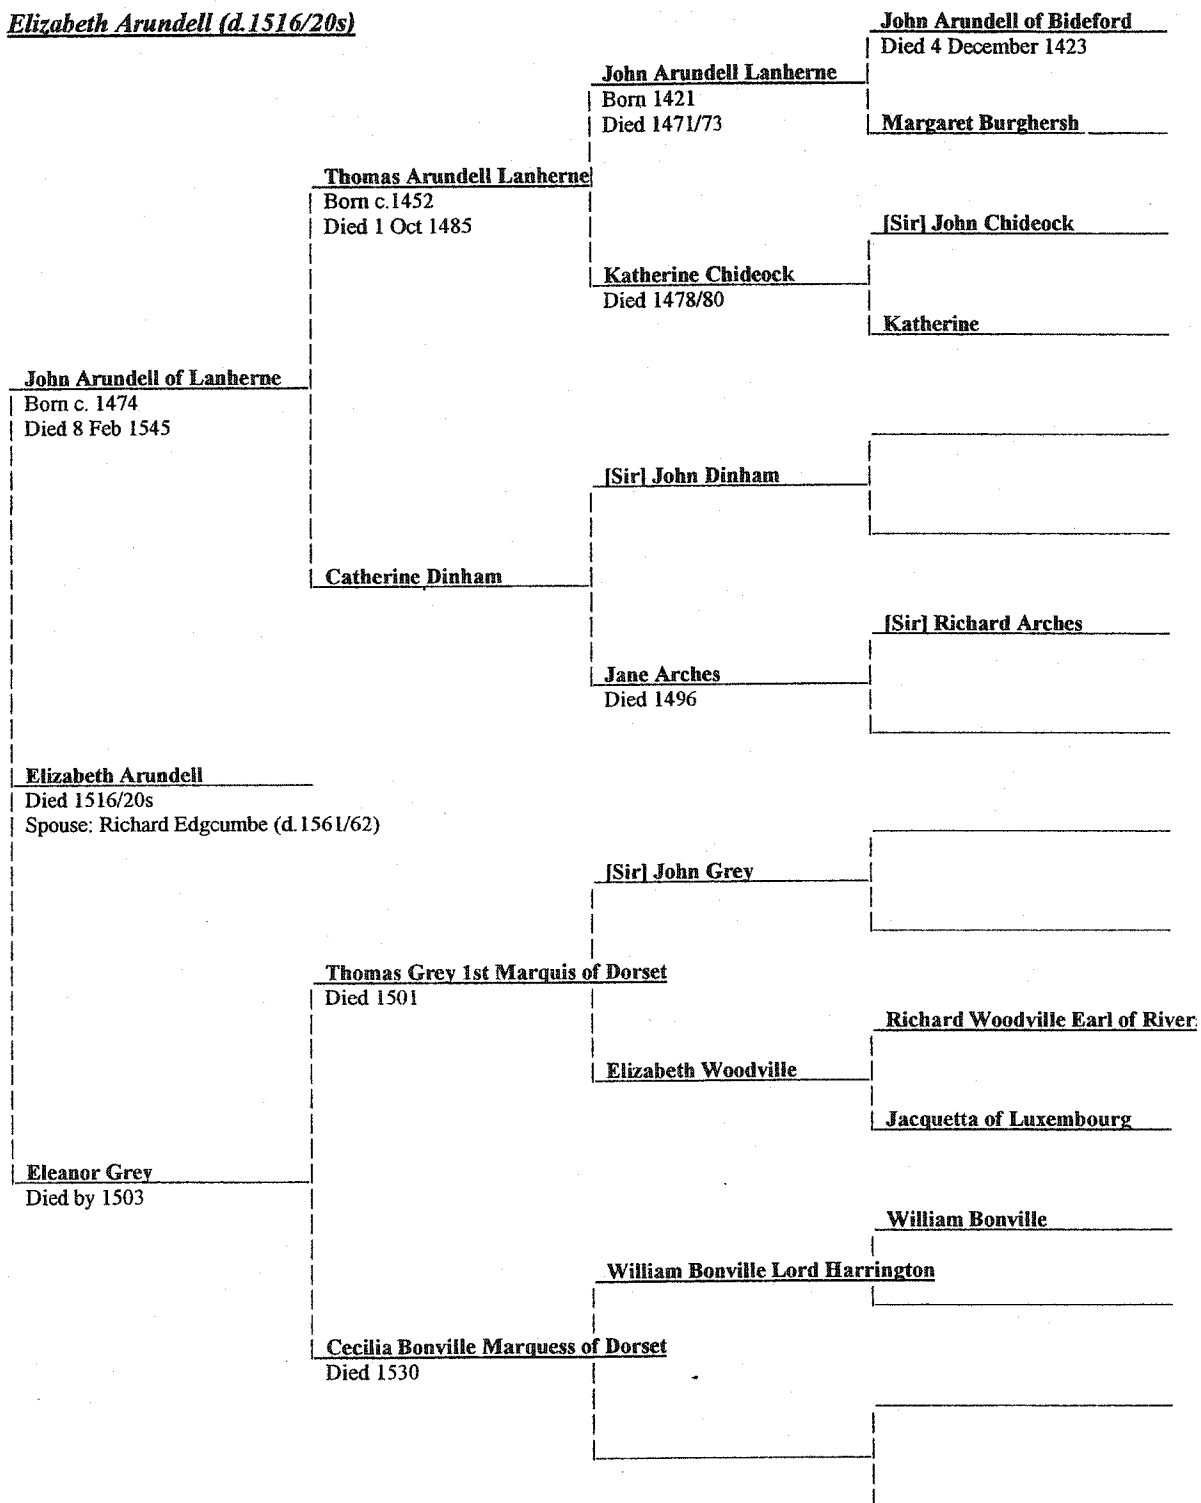 Elizabeth Arundell (d.1516/20s)
John Arundell of Bideford
Died 4 December 1423
John Arundell Lanherne
Born 1421
Died 1471/73
Margaret Burghersh
Thomas Arundell Lanherne
Born c.1452
Died 1 Oct 1485
[Sir] John Chideock
Katherine Chideock
Died 1478/80
Katherine
John Arundell of Lanherne
Born c. 1474
Died 8 Feb 1545
[Sir] John Dinham
Catherine Dinham
[Sir] Richard Arches
Jane Arches
Died 1496
Elizabeth Arundell
Died 1516/20s
Spouse: Richard Edgcumbe (d.1561/62)
[Sir] John Grey
Thomas Grey 1st Marquis of Dorset
Died 1501
Richard Woodville Earl of Rivers
Elizabeth Woodville
Jacquetta of Luxembourg
Eleanor Grey
Died by 1503
William Bonville
William Bonville Lord Harrington
Cecilia Bonville Marquess of Dorset
Died 1530